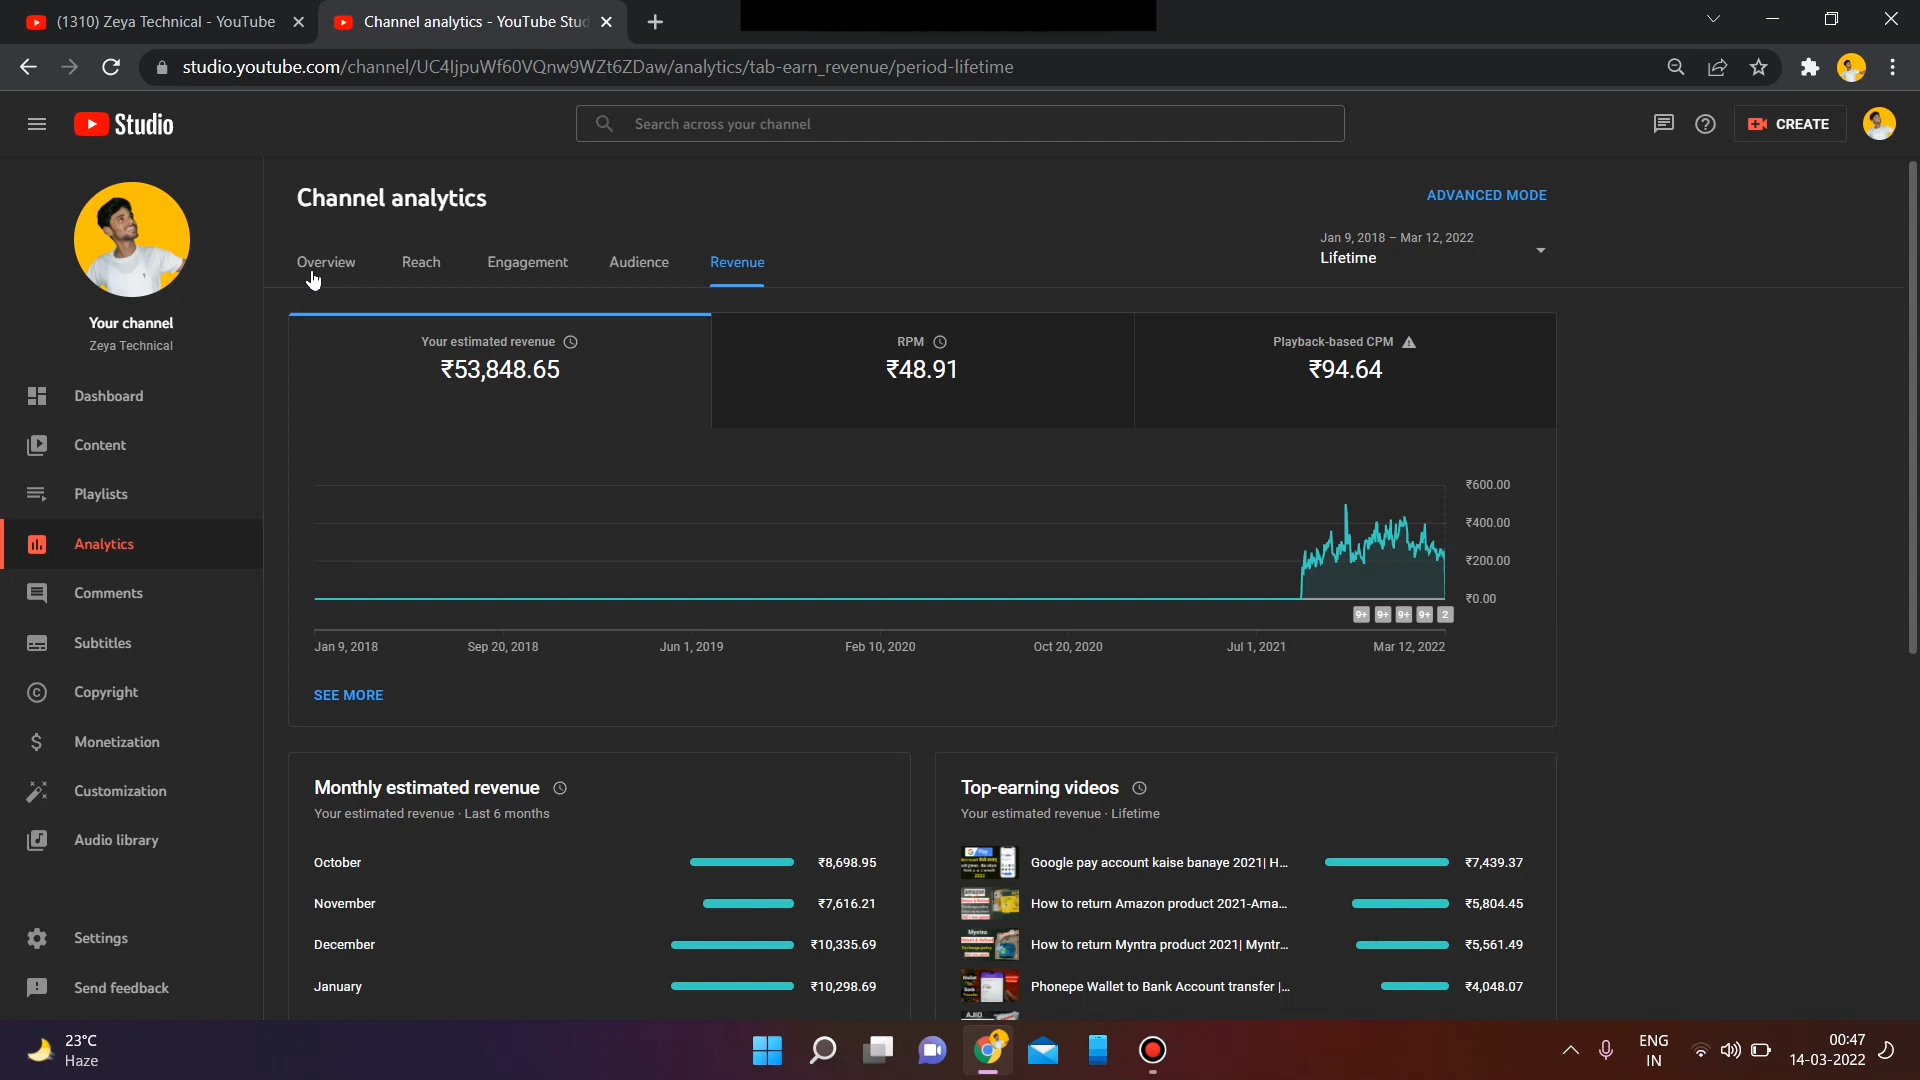 (1310) Zeya Technical - YouTube
Channel analytics - YouTube Stud
studio.youtube.com/channel/UC4IjpuWf60VQnw9WZt6ZDaw/analytics/tab-earn_revenue/period-lifetime
Studio
Search across your channel
CREATE
Your channel
Zeya Technical
Dashboard
Content
Playlists
Analytics
Comments
Subtitles
Copyright
Monetization
Customization
Audio library
Settings
Send feedback
Channel analytics
ADVANCED MODE
Overview Reach Engagement Audience Revenue
Jan 9, 2018 – Mar 12, 2022
Lifetime
Your estimated revenue
₹53,848.65
RPM
₹48.91
Playback-based CPM
₹94.64
₹600.00
₹400.00
₹200.00
₹0.00
9+ 9+ 9+ 9+ 2
Jan 9, 2018 Sep 20, 2018 Jun 1, 2019 Feb 10, 2020 Oct 20, 2020 Jul 1, 2021 Mar 12, 2022
SEE MORE
Monthly estimated revenue
Your estimated revenue · Last 6 months
October ₹8,698.95
November ₹7,616.21
December ₹10,335.69
January ₹10,298.69
Top-earning videos
Your estimated revenue · Lifetime
Google pay account kaise banaye 2021| H... ₹7,439.37
How to return Amazon product 2021-Ama... ₹5,804.45
How to return Myntra product 2021| Myntr... ₹5,561.49
Phonepe Wallet to Bank Account transfer |... ₹4,048.07
AJIO
23°C
Haze
ENG
IN
00:47
14-03-2022